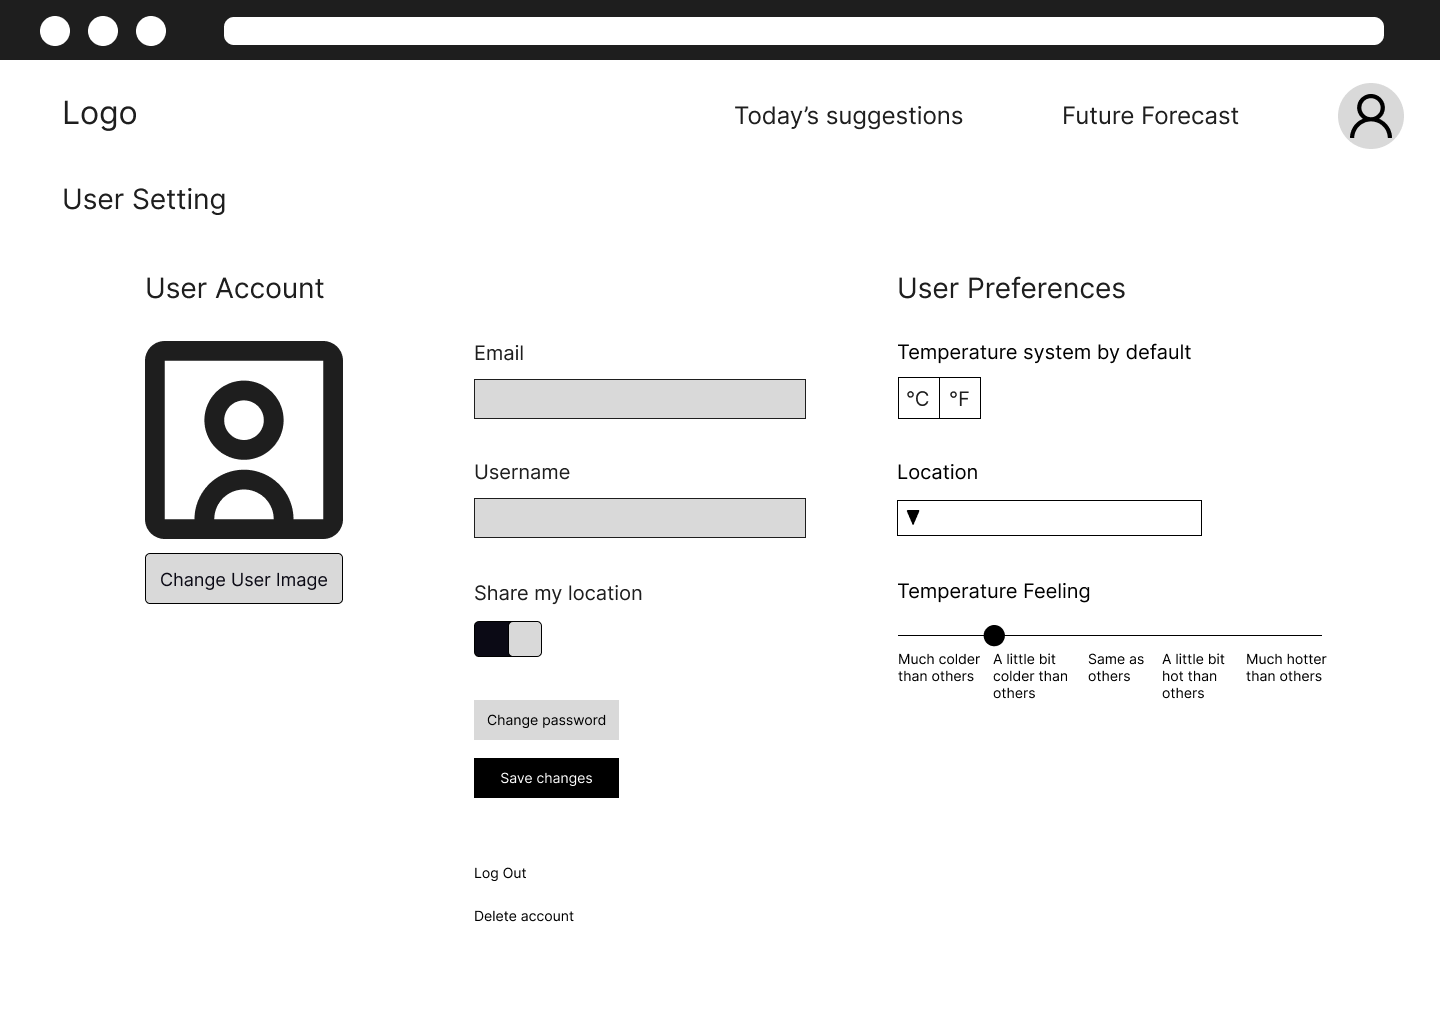 Logo
Today’s suggestions
Future Forecast
User Setting
User Account
Change User Image
Email
Username
Share my location
Change password
Save changes
Log Out
Delete account
User Preferences
Temperature system by default
°C
°F
Location
Temperature Feeling
Much colder
than others
A little bit
colder than
others
Same as
others
A little bit
hot than
others
Much hotter
than others